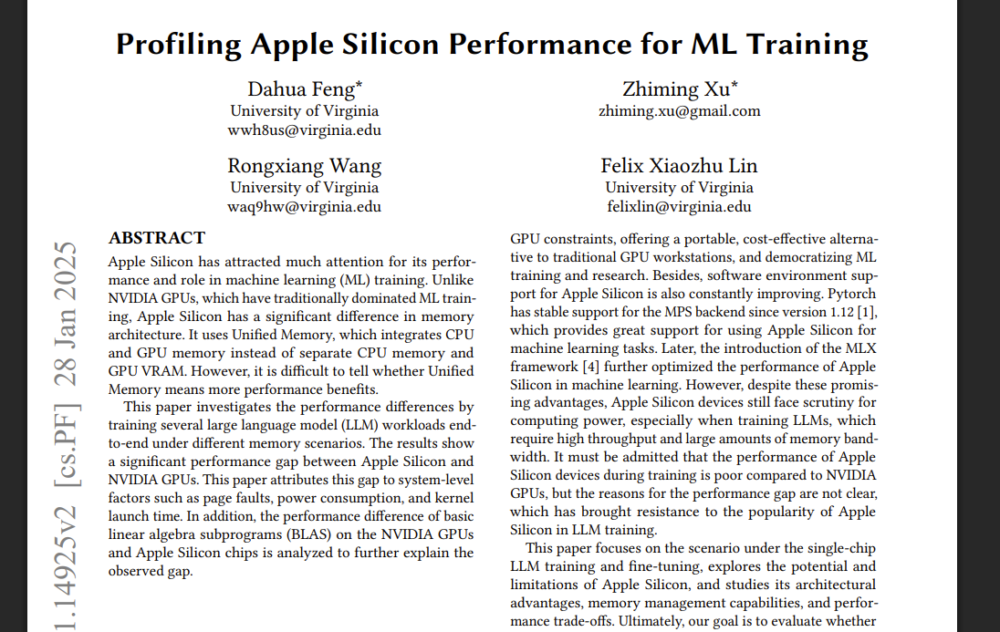 Profiling Apple Silicon Performance for ML Training
Dahua Feng*
University of Virginia
wwh8us@virginia.edu
Zhiming Xu*
zhiming.xu@gmail.com
Rongxiang Wang
University of Virginia
waq9hw@virginia.edu
Felix Xiaozhu Lin
University of Virginia
felixlin@virginia.edu
1.14925v2 [cs.PF] 28 Jan 2025
ABSTRACT
Apple Silicon has attracted much attention for its perfor-
mance and role in machine learning (ML) training. Unlike
NVIDIA GPUs, which have traditionally dominated ML train-
ing, Apple Silicon has a significant difference in memory
architecture. It uses Unified Memory, which integrates CPU
and GPU memory instead of separate CPU memory and
GPU VRAM. However, it is difficult to tell whether Unified
Memory means more performance benefits.
This paper investigates the performance differences by
training several large language model (LLM) workloads end-
to-end under different memory scenarios. The results show
a significant performance gap between Apple Silicon and
NVIDIA GPUs. This paper attributes this gap to system-level
factors such as page faults, power consumption, and kernel
launch time. In addition, the performance difference of basic
linear algebra subprograms (BLAS) on the NVIDIA GPUs
and Apple Silicon chips is analyzed to further explain the
observed gap.
GPU constraints, offering a portable, cost-effective alterna-
tive to traditional GPU workstations, and democratizing ML
training and research. Besides, software environment sup-
port for Apple Silicon is also constantly improving. Pytorch
has stable support for the MPS backend since version 1.12 [1],
which provides great support for using Apple Silicon for
machine learning tasks. Later, the introduction of the MLX
framework [4] further optimized the performance of Apple
Silicon in machine learning. However, despite these promis-
ing advantages, Apple Silicon devices still face scrutiny for
computing power, especially when training LLMs, which
require high throughput and large amounts of memory band-
width. It must be admitted that the performance of Apple
Silicon devices during training is poor compared to NVIDIA
GPUs, but the reasons for the performance gap are not clear,
which has brought resistance to the popularity of Apple
Silicon in LLM training.
This paper focuses on the scenario under the single-chip
LLM training and fine-tuning, explores the potential and
limitations of Apple Silicon, and studies its architectural
advantages, memory management capabilities, and perfor-
mance trade-offs. Ultimately, our goal is to evaluate whether